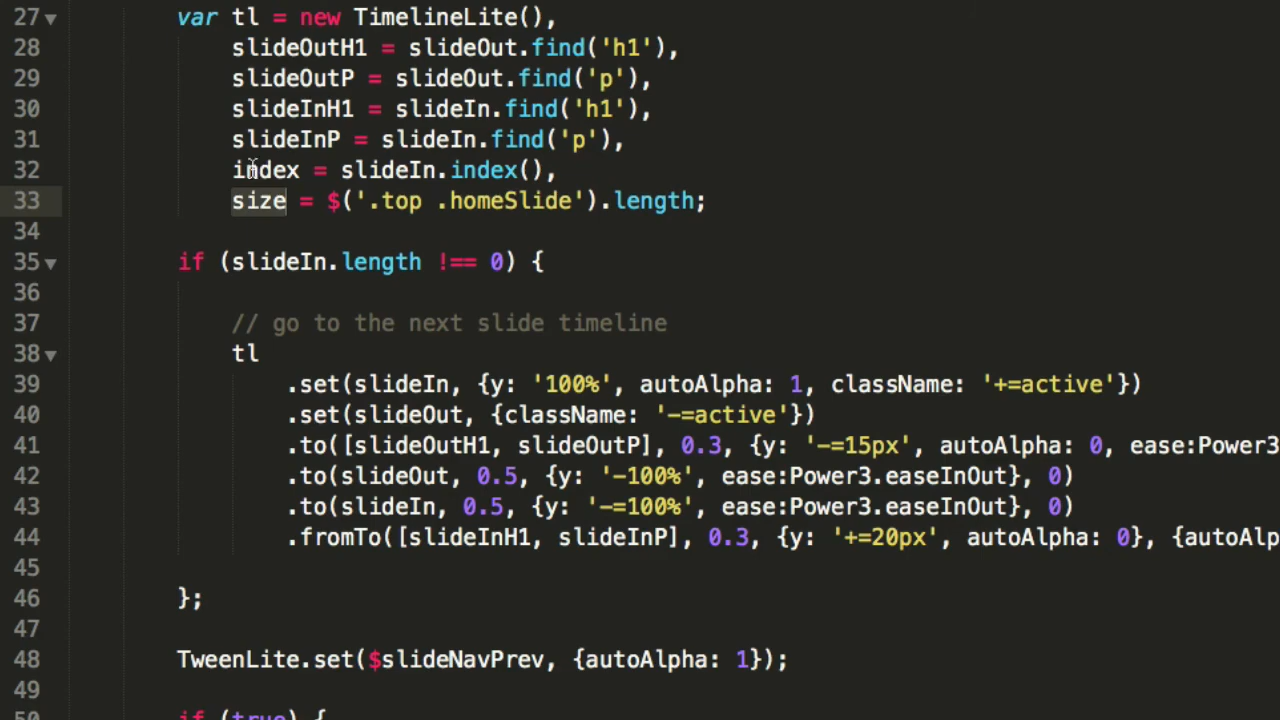 27 var tl = new TimelineLite(),
28 slideOutH1 = slideOut.find('h1'),
29 slideOutP = slideOut.find('p'),
30 slideInH1 = slideIn.find('h1'),
31 slideInP = slideIn.find('p'),
32 index = slideIn.index(),
33 size = $('.top .homeSlide').length;
34
35 if (slideIn.length !== 0) {
36
37 // go to the next slide timeline
38 tl
39 .set(slideIn, {y: '100%', autoAlpha: 1, className: '+=active'})
40 .set(slideOut, {className: '-=active'})
41 .to([slideOutH1, slideOutP], 0.3, {y: '-=15px', autoAlpha: 0, ease:Power3
42 .to(slideOut, 0.5, {y: '-100%', ease:Power3.easeInOut}, 0)
43 .to(slideIn, 0.5, {y: '-=100%', ease:Power3.easeInOut}, 0)
44 .fromTo([slideInH1, slideInP], 0.3, {y: '+=20px', autoAlpha: 0}, {autoAlp
45
46 };
47
48 TweenLite.set($slideNavPrev, {autoAlpha: 1});
49
50 if (true) {